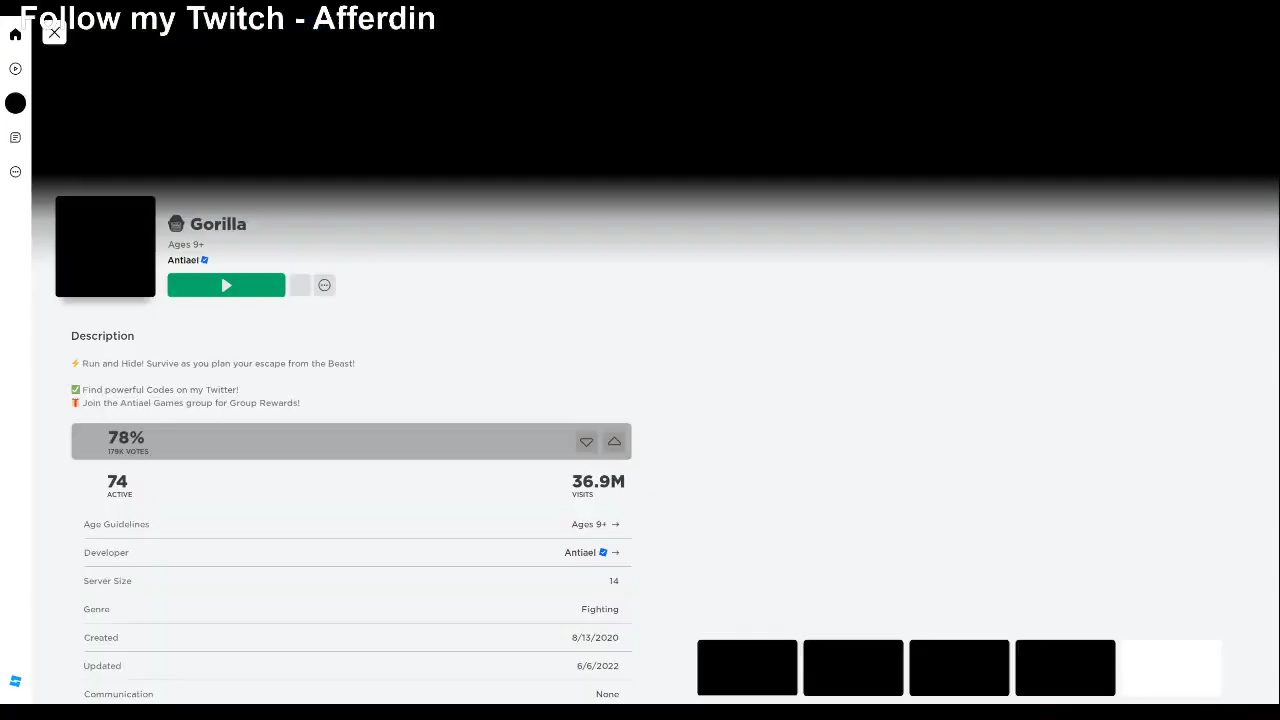 Follow my Twitch - Afferdin
Gorilla
Ages 9+
Antiael
Description
⚡ Run and Hide! Survive as you plan your escape from the Beast!
✅ Find powerful Codes on my Twitter!
🎁 Join the Antiael Games group for Group Rewards!
78%
179K VOTES
74
ACTIVE
36.9M
VISITS
Age Guidelines Ages 9+ →
Developer Antiael →
Server Size 14
Genre Fighting
Created 8/13/2020
Updated 6/6/2022
Communication None